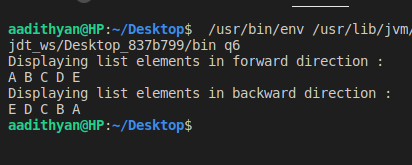 aadithyan@HP:~/Desktop$ /usr/bin/env /usr/lib/jvm/
jdt_ws/Desktop_837b799/bin q6
Displaying list elements in forward direction :
A B C D E
Displaying list elements in backward direction :
E D C B A
aadithyan@HP:~/Desktop$